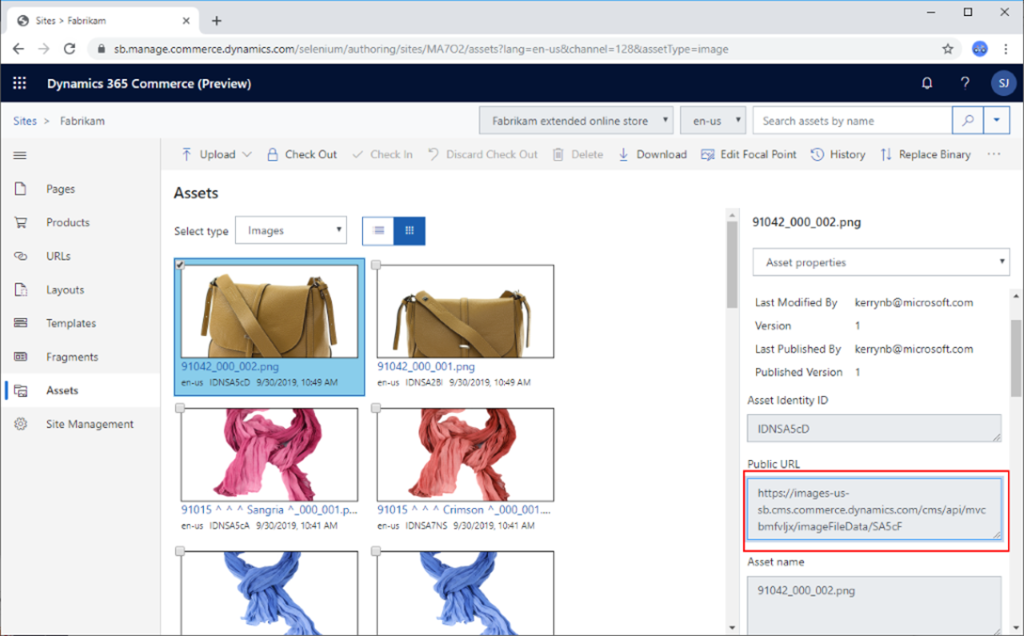 Sites > Fabrikam
sb.manage.commerce.dynamics.com/selenium/authoring/sites/MA7O2/assets?lang=en-us&channel=128&assetType=image
Dynamics 365 Commerce (Preview)
?
SJ
Sites > Fabrikam
Fabrikam extended online store
en-us
Search assets by name
Upload
Check Out
Check In
Discard Check Out
Delete
Download
Edit Focal Point
History
Replace Binary
...
Pages
Products
URLs
Layouts
Templates
Fragments
Assets
Site Management
Assets
Select type
Images
91042_000_002.png
en-us IDNSA5cD 9/30/2019, 10:49 AM
91042_000_001.png
en-us IDNSA2BI 9/30/2019, 10:49 AM
91015 ^ ^ ^ Sangria ^_000_001.p...
en-us IDNSA5cA 9/30/2019, 10:41 AM
91015 ^ ^ ^ Crimson ^_000_001...
en-us IDNSA7NS 9/30/2019, 10:41 AM
91042_000_002.png
Asset properties
Last Modified By kerrynb@microsoft.com
Version 1
Last Published By kerrynb@microsoft.com
Published Version 1
Asset Identity ID
IDNSA5cD
Public URL
https://images-us-
sb.cms.commerce.dynamics.com/cms/api/mvc
bmfvljx/imageFileData/SA5cF
Asset name
91042_000_002.png